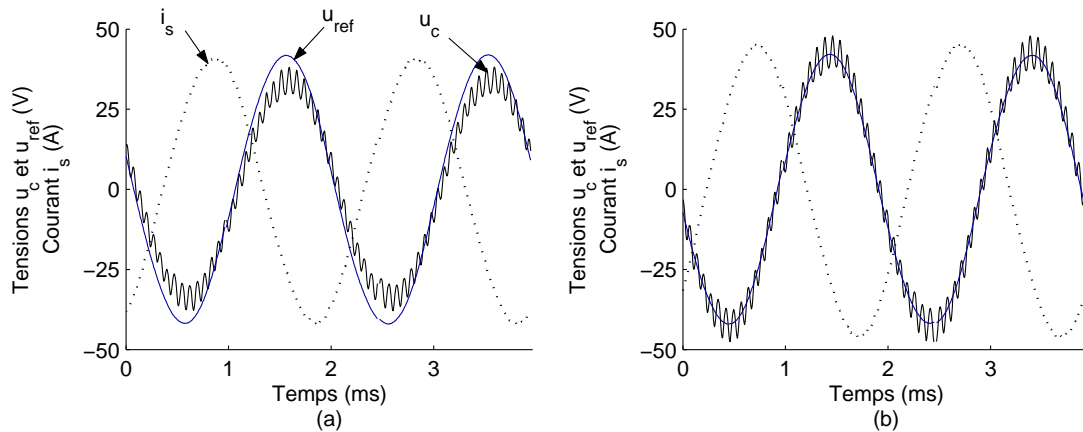 i_s
u_ref
u_c
Tensions u_c et u_ref (V)
Courant i_s (A)
50
25
0
−25
−50
0
1
2
3
Temps (ms)
(a)
Tensions u_c et u_ref (V)
Courant i_s (A)
50
25
0
−25
−50
0
1
2
3
Temps (ms)
(b)